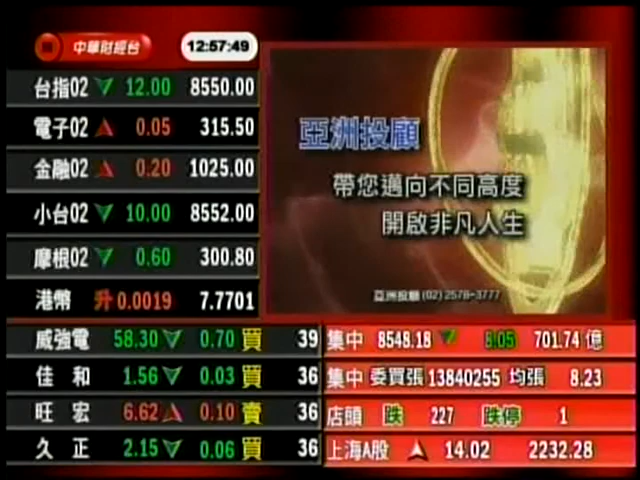 中華財經台 12:57:49
台指02 12.00 8550.00
電子02 0.05 315.50
金融02 0.20 1025.00
小台02 10.00 8552.00
摩根02 0.60 300.80
港幣 升0.0019 7.7701
亞洲投顧
帶您邁向不同高度
開啟非凡人生
亞洲投顧 (02) 2578-3777
威強電 58.30 0.70 買 39
佳和 1.56 0.03 買 36
旺宏 6.62 0.10 賣 36
久正 2.15 0.06 買 36
集中 8548.18 8.05 701.74 億
集中 委買張 13840255 均張 8.23
店頭 跌 227 跌停 1
上海A股 14.02 2232.28